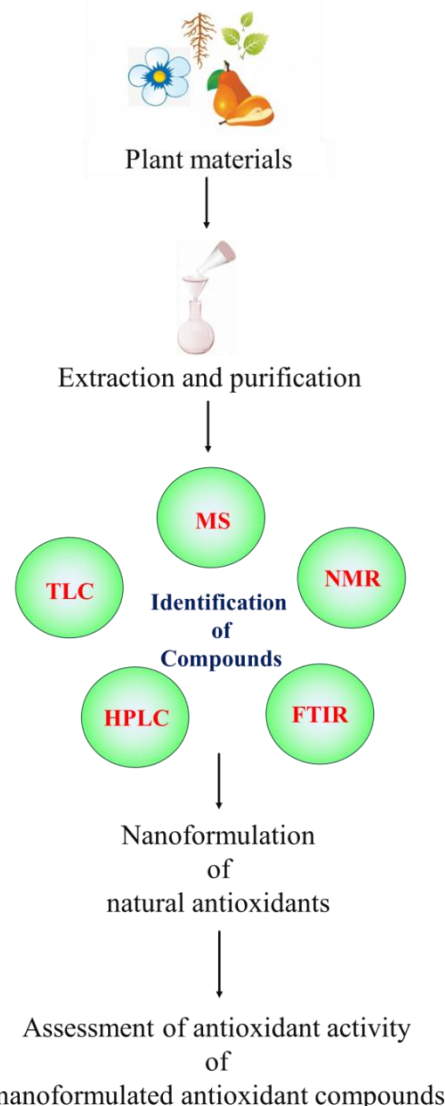 Plant materials
Extraction and purification
MS
TLC
NMR
Identification
of
Compounds
HPLC
FTIR
Nanoformulation
of
natural antioxidants
Assessment of antioxidant activity
of
nanoformulated antioxidant compounds